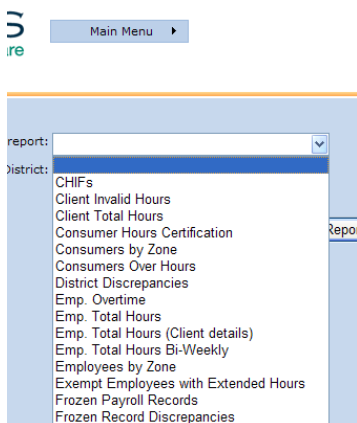 S
Main Menu
re
report:
District:
CHIFs
Client Invalid Hours
Client Total Hours
Consumer Hours Certification
Repo
Consumers by Zone
Consumers Over Hours
District Discrepancies
Emp. Overtime
Emp. Total Hours
Emp. Total Hours (Client details)
Emp. Total Hours Bi-Weekly
Employees by Zone
Exempt Employees with Extended Hours
Frozen Payroll Records
Frozen Record Discrepancies